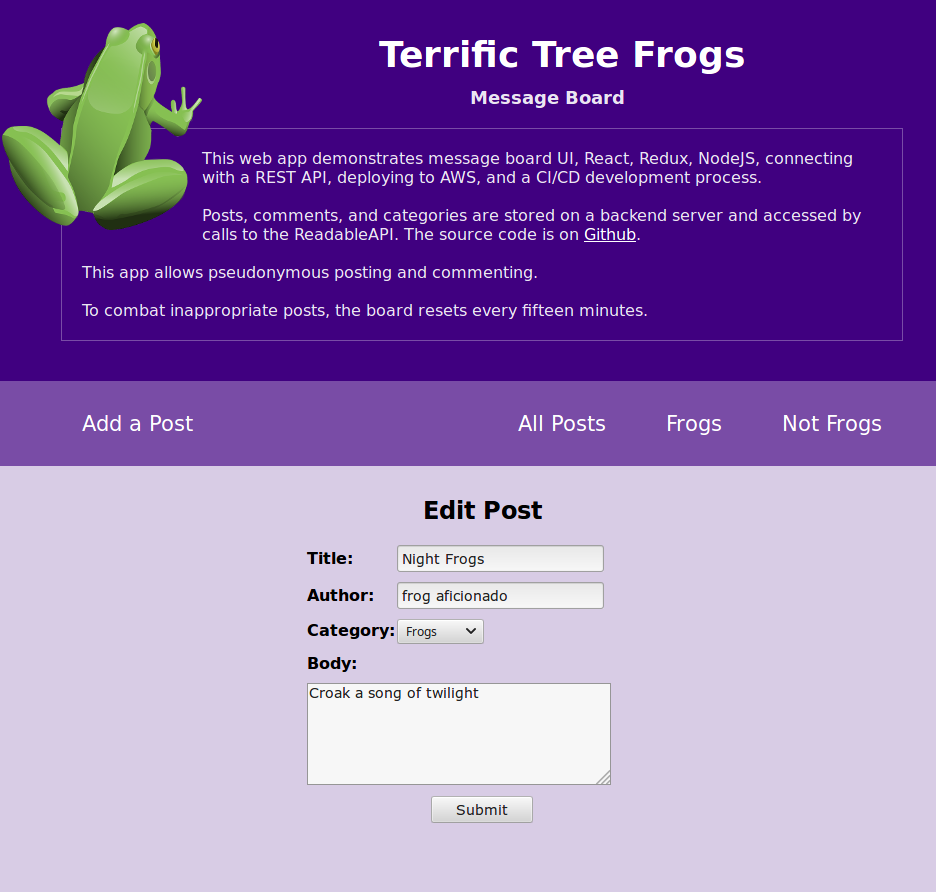 Terrific Tree Frogs
Message Board
This web app demonstrates message board UI, React, Redux, NodeJS, connecting
with a REST API, deploying to AWS, and a CI/CD development process.
Posts, comments, and categories are stored on a backend server and accessed by
calls to the ReadableAPI. The source code is on Github.
This app allows pseudonymous posting and commenting.
To combat inappropriate posts, the board resets every fifteen minutes.
Add a Post All Posts Frogs Not Frogs
Edit Post
Title: Night Frogs
Author: frog aficionado
Category: Frogs
Body:
Croak a song of twilight
Submit